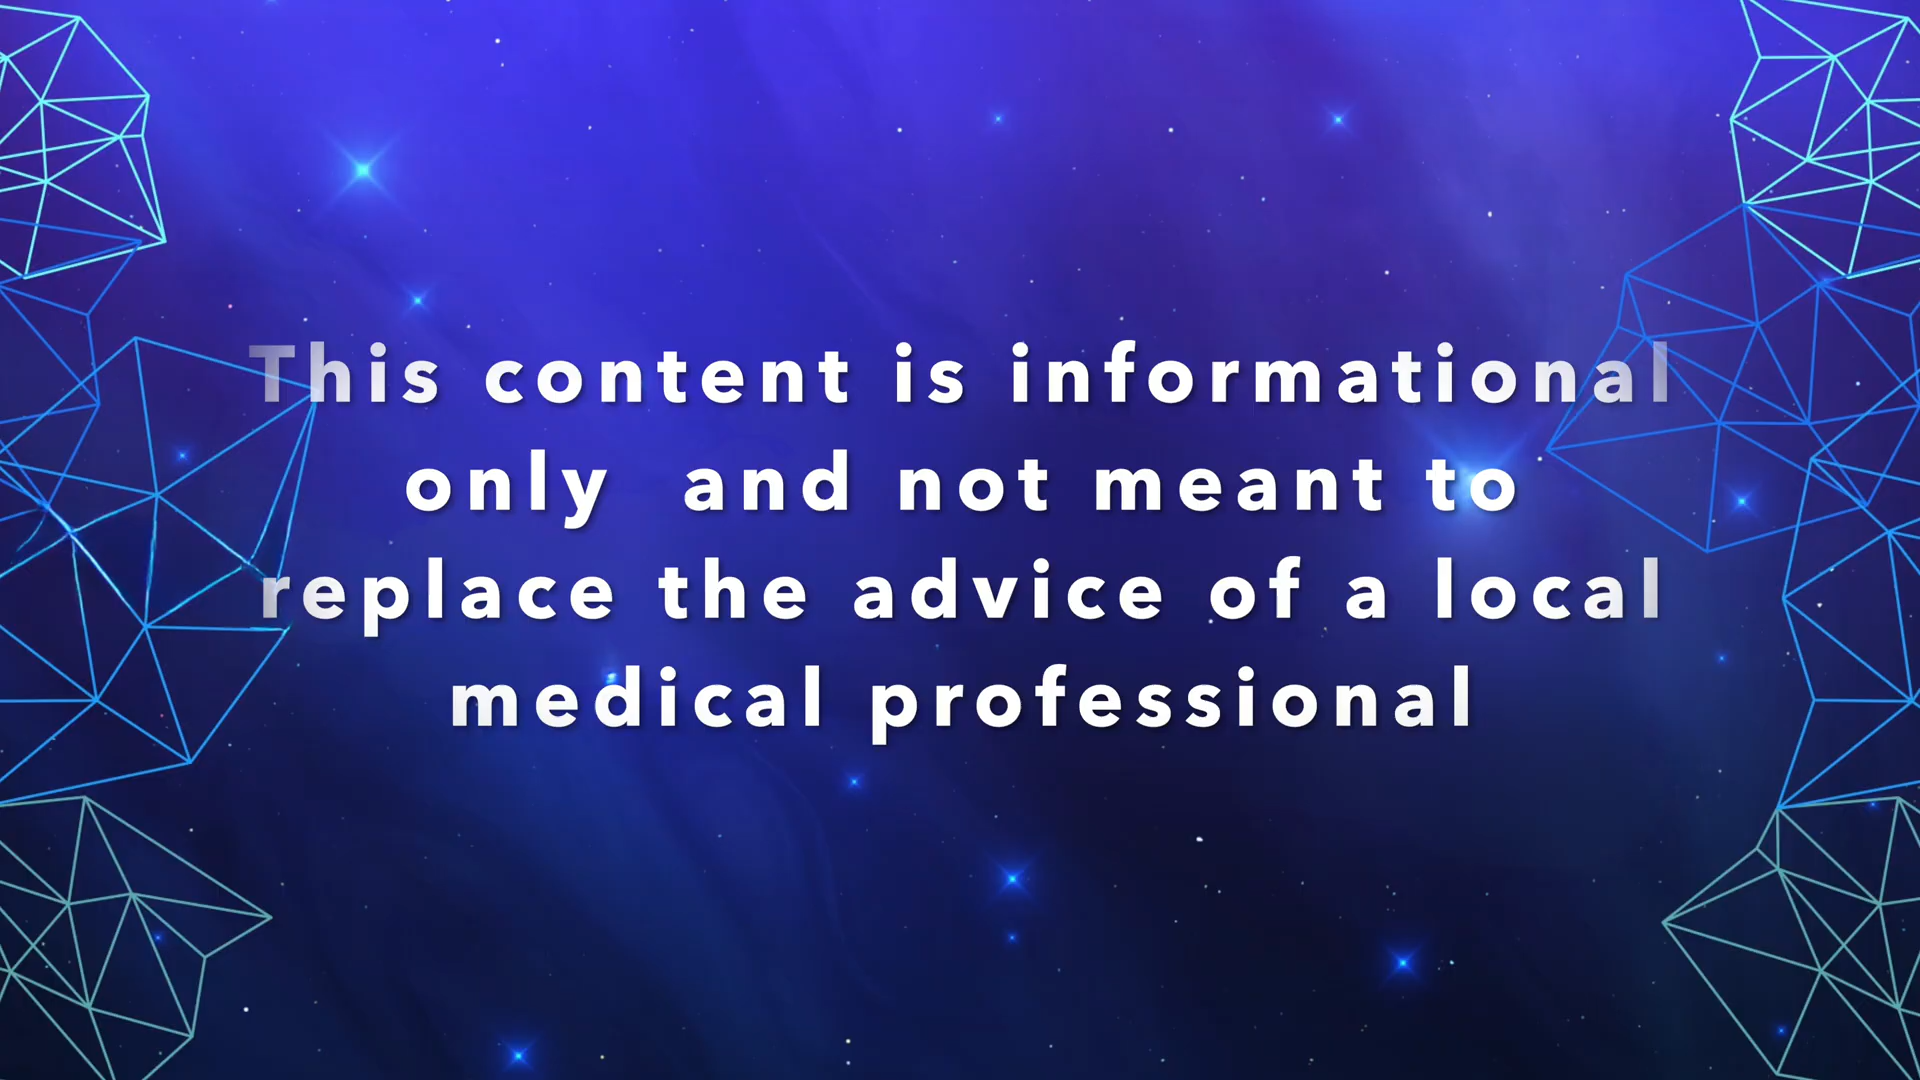 This content is informational
only  and not meant to
replace the advice of a local
medical professional